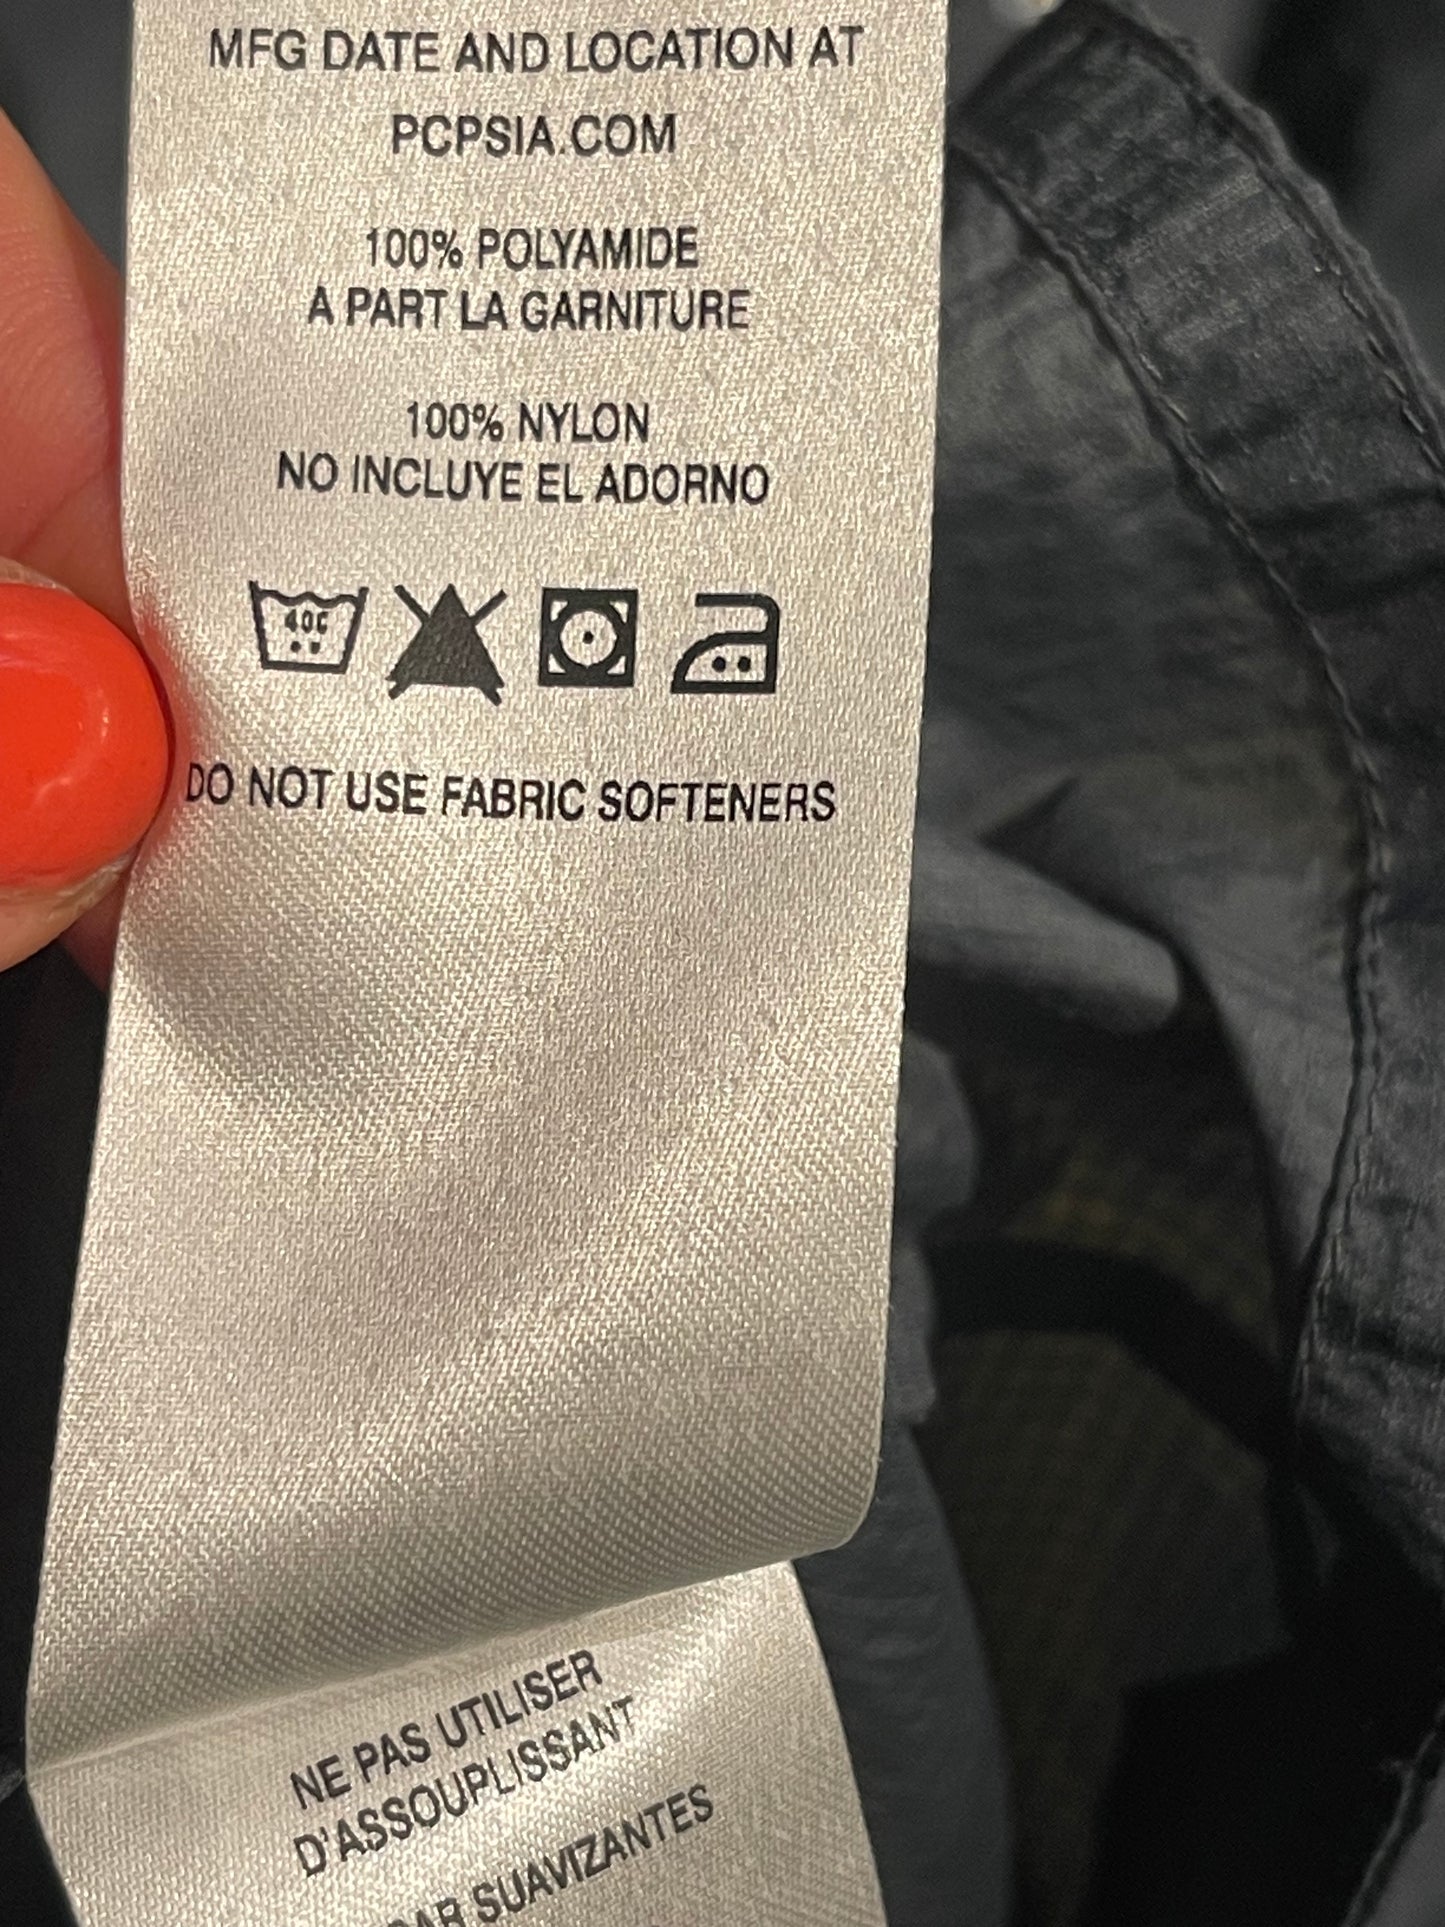 MFG DATE AND LOCATION AT
PCPSIA.COM
100% POLYAMIDE
A PART LA GARNITURE
100% NYLON
NO INCLUYE EL ADORNO
40C
DO NOT USE FABRIC SOFTENERS
NE PAS UTILISER
D'ASSOUPLISSANT
SUAVIZANTES